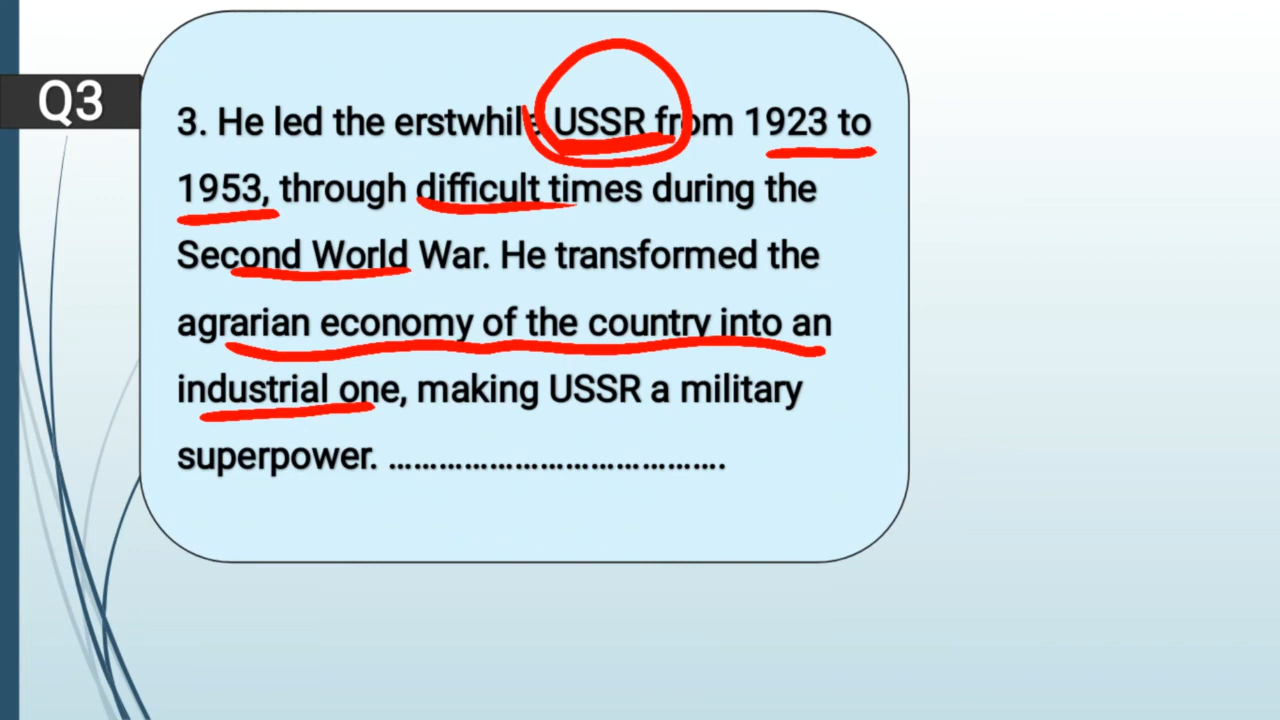 Q3
3. He led the erstwhile USSR from 1923 to
1953, through difficult times during the
Second World War. He transformed the
agrarian economy of the country into an
industrial one, making USSR a military
superpower. ……………………………………